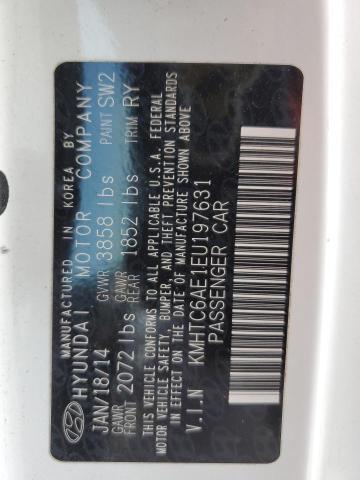 MANUFACTURED IN KOREA BY
HYUNDAI MOTOR COMPANY
JAN/18/14 GVWR 3858 lbs PAINT SW2
GAWR FRONT 2072 lbs GAWR REAR 1852 lbs TRIM RY
THIS VEHICLE CONFORMS TO ALL APPLICABLE U.S.A. FEDERAL
MOTOR VEHICLE SAFETY, BUMPER, AND THEFT PREVENTION STANDARDS
IN EFFECT ON THE DATE OF MANUFACTURE SHOWN ABOVE
V.I.N KMHTC6AE1EU197631
PASSENGER CAR